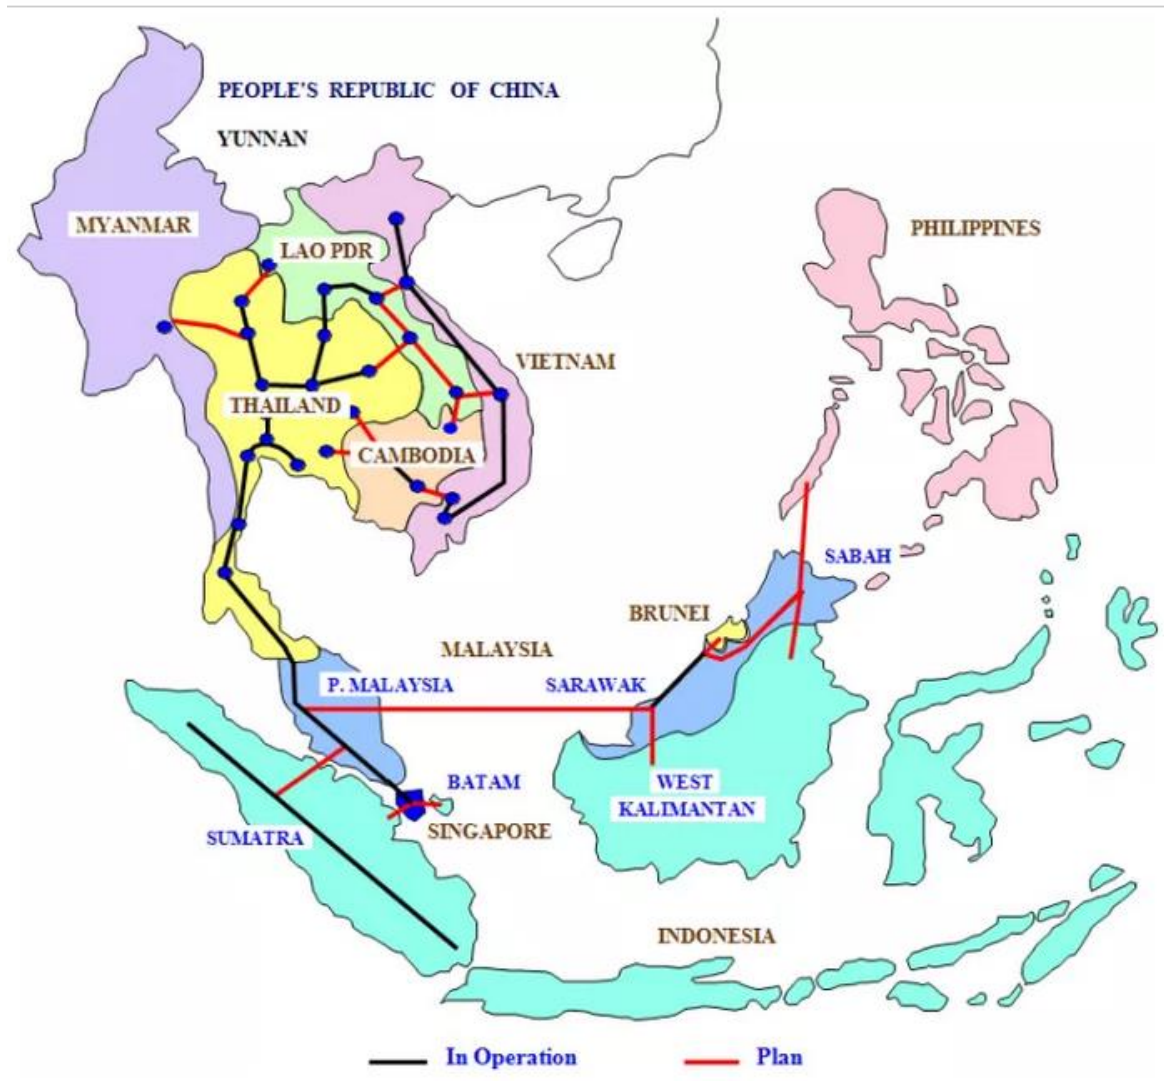 PEOPLE'S REPUBLIC OF CHINA
YUNNAN
MYANMAR
LAO PDR
PHILIPPINES
VIETNAM
THAILAND
CAMBODIA
SABAH
BRUNEI
MALAYSIA
P. MALAYSIA
SARAWAK
BATAM
WEST
KALIMANTAN
SINGAPORE
SUMATRA
INDONESIA
In Operation
Plan